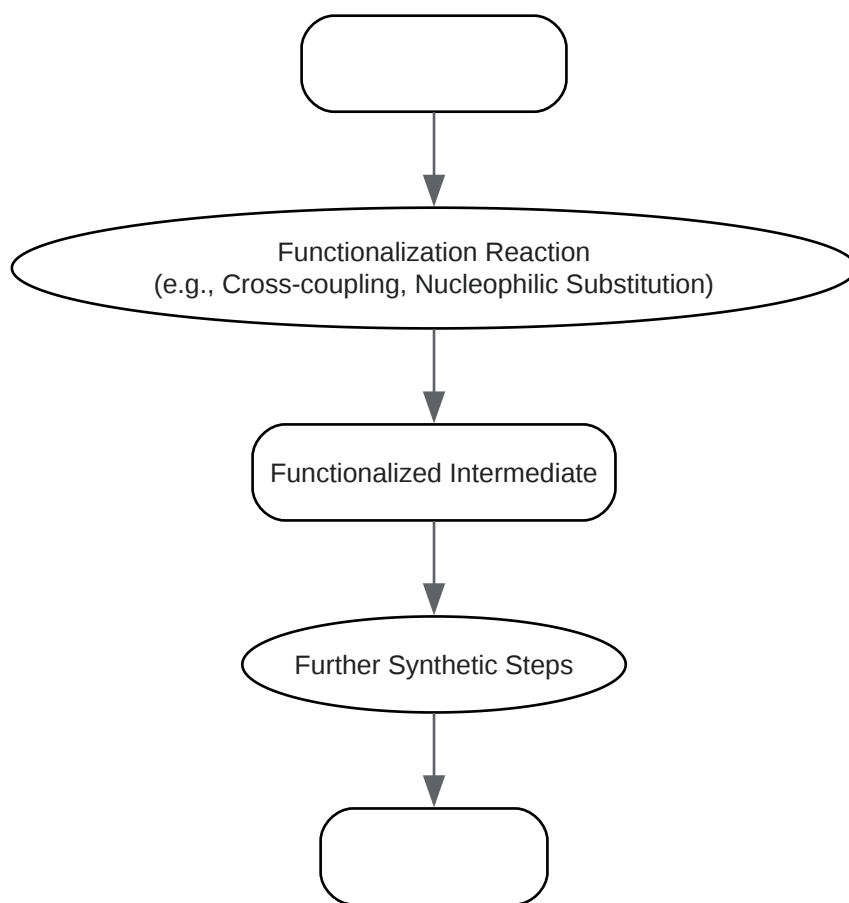 Functionalization Reaction
(e.g., Cross-coupling, Nucleophilic Substitution)
Functionalized Intermediate
Further Synthetic Steps